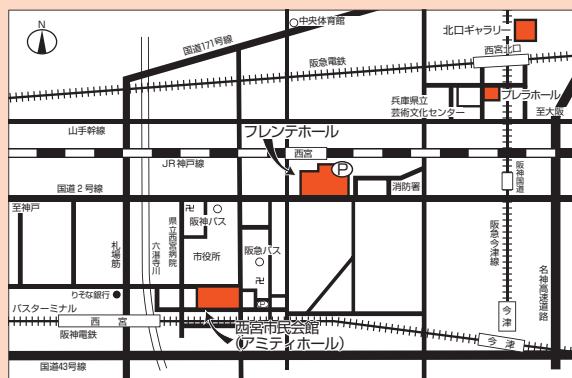 N
中央体育館
国道171号線
北口ギャラリー
西宮北口
阪急電鉄
プレラホール
兵庫県立
芸術文化センター
至大阪
山手幹線
フレンテホール
西宮
JR神戸線
P
阪神国道
消防署
国道2号線
至神戸
卍
阪神バス
札場筋
六湛寺川
県立西宮病院
市役所
阪急バス
卍
阪急今津線
名神高速道路
りそな銀行
P
バスターミナル
西宮
今津
阪神電鉄
西宮市民会館
(アミティホール)
今津
国道43号線